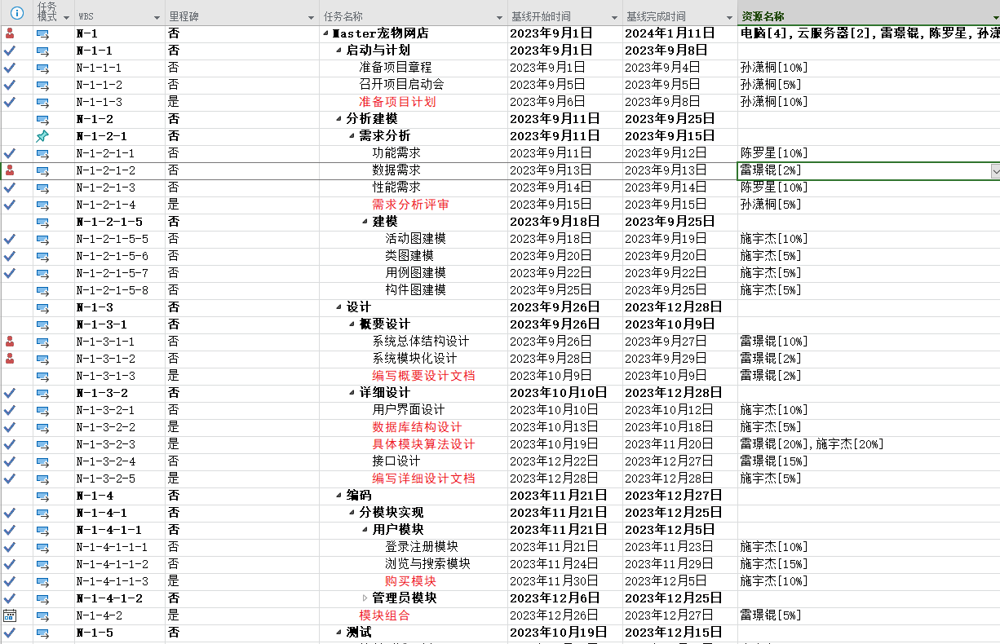 任务
模式 WBS 里程碑 任务名称 基线开始时间 基线完成时间 资源名称
N-1 否 Master宠物网店 2023年9月1日 2024年1月11日 电脑[4],云服务器[2],雷璟锟,陈罗星,孙潇
N-1-1 否 启动与计划 2023年9月1日 2023年9月8日
N-1-1-1 否 准备项目章程 2023年9月1日 2023年9月4日 孙潇桐[10%]
N-1-1-2 否 召开项目启动会 2023年9月5日 2023年9月5日 孙潇桐[5%]
N-1-1-3 是 准备项目计划 2023年9月6日 2023年9月8日 孙潇桐[10%]
N-1-2 否 分析建模 2023年9月11日 2023年9月25日
N-1-2-1 否 需求分析 2023年9月11日 2023年9月15日
N-1-2-1-1 否 功能需求 2023年9月11日 2023年9月12日 陈罗星[10%]
N-1-2-1-2 否 数据需求 2023年9月13日 2023年9月13日 雷璟锟[2%]
N-1-2-1-3 否 性能需求 2023年9月14日 2023年9月14日 陈罗星[10%]
N-1-2-1-4 是 需求分析评审 2023年9月15日 2023年9月15日 孙潇桐[5%]
N-1-2-1-5 否 建模 2023年9月18日 2023年9月25日
N-1-2-1-5-5 否 活动图建模 2023年9月18日 2023年9月19日 施宇杰[10%]
N-1-2-1-5-6 否 类图建模 2023年9月20日 2023年9月20日 施宇杰[5%]
N-1-2-1-5-7 否 用例图建模 2023年9月22日 2023年9月22日 施宇杰[5%]
N-1-2-1-5-8 否 构件图建模 2023年9月25日 2023年9月25日 施宇杰[5%]
N-1-3 否 设计 2023年9月26日 2023年12月28日
N-1-3-1 否 概要设计 2023年9月26日 2023年10月9日
N-1-3-1-1 否 系统总体结构设计 2023年9月26日 2023年9月27日 雷璟锟[10%]
N-1-3-1-2 否 系统模块化设计 2023年9月28日 2023年9月29日 雷璟锟[2%]
N-1-3-1-3 是 编写概要设计文档 2023年10月9日 2023年10月9日 雷璟锟[2%]
N-1-3-2 否 详细设计 2023年10月10日 2023年12月28日
N-1-3-2-1 否 用户界面设计 2023年10月10日 2023年10月12日 施宇杰[10%]
N-1-3-2-2 是 数据库结构设计 2023年10月13日 2023年10月18日 施宇杰[5%]
N-1-3-2-3 是 具体模块算法设计 2023年10月19日 2023年11月20日 雷璟锟[20%],施宇杰[20%]
N-1-3-2-4 否 接口设计 2023年12月22日 2023年12月27日 雷璟锟[15%]
N-1-3-2-5 是 编写详细设计文档 2023年12月28日 2023年12月28日 施宇杰[5%]
N-1-4 否 编码 2023年11月21日 2023年12月27日
N-1-4-1 否 分模块实现 2023年11月21日 2023年12月25日
N-1-4-1-1 否 用户模块 2023年11月21日 2023年12月5日
N-1-4-1-1-1 否 登录注册模块 2023年11月21日 2023年11月23日 施宇杰[10%]
N-1-4-1-1-2 否 浏览与搜索模块 2023年11月24日 2023年11月29日 施宇杰[15%]
N-1-4-1-1-3 是 购买模块 2023年11月30日 2023年12月5日 施宇杰[10%]
N-1-4-1-2 否 管理员模块 2023年12月6日 2023年12月25日
N-1-4-2 是 模块组合 2023年12月26日 2023年12月27日 雷璟锟[5%]
N-1-5 否 测试 2023年10月19日 2023年12月15日